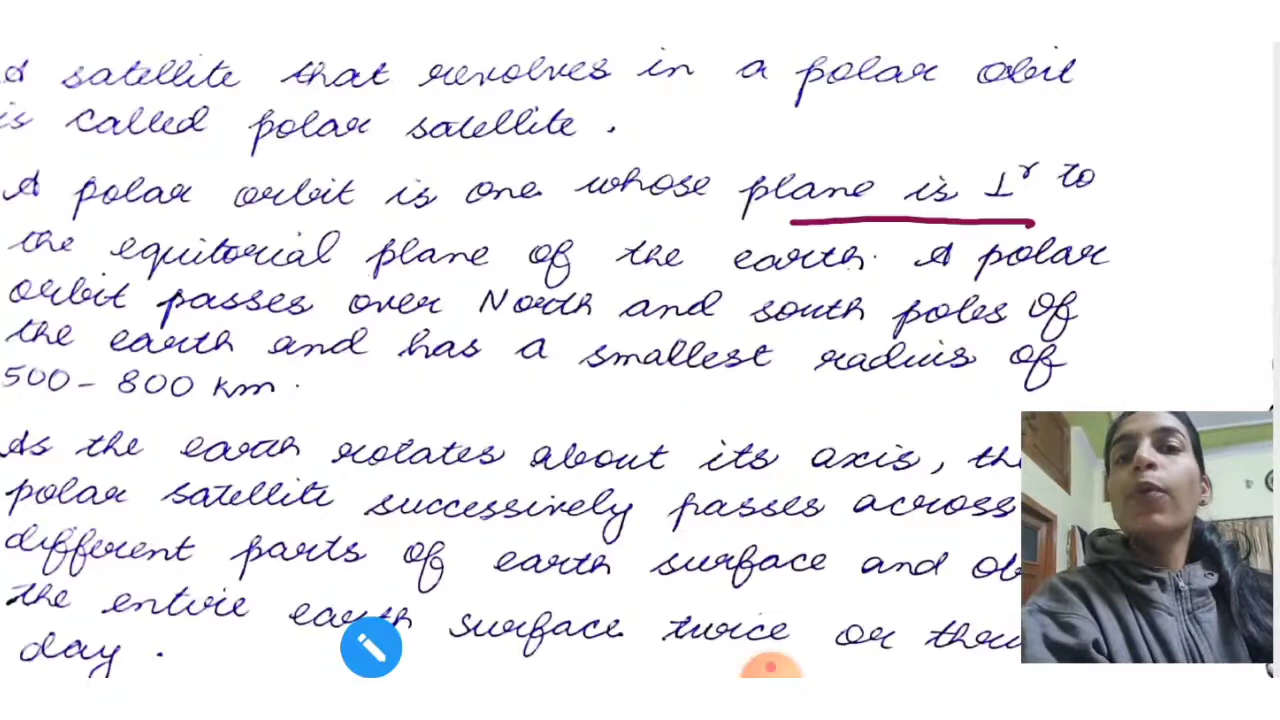 A satellite that revolves in a polar obit
is called polar satellite.
A polar orbit is one whose plane is ⊥ʳ to
the equitorial plane of the earth. A polar
orbit passes over North and south poles of
the earth and has a smallest radius of
500 - 800 km.
As the earth rotates about its axis, the
polar satellite successively passes across
different parts of earth surface and
the entire earth surface twice or
day.